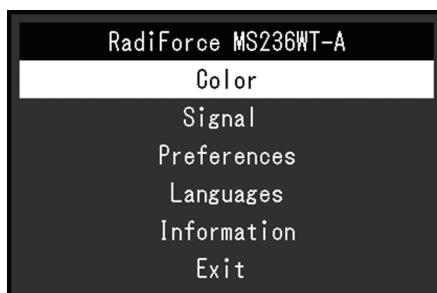 RadiForce MS236WT-A
Color
Signal
Preferences
Languages
Information
Exit